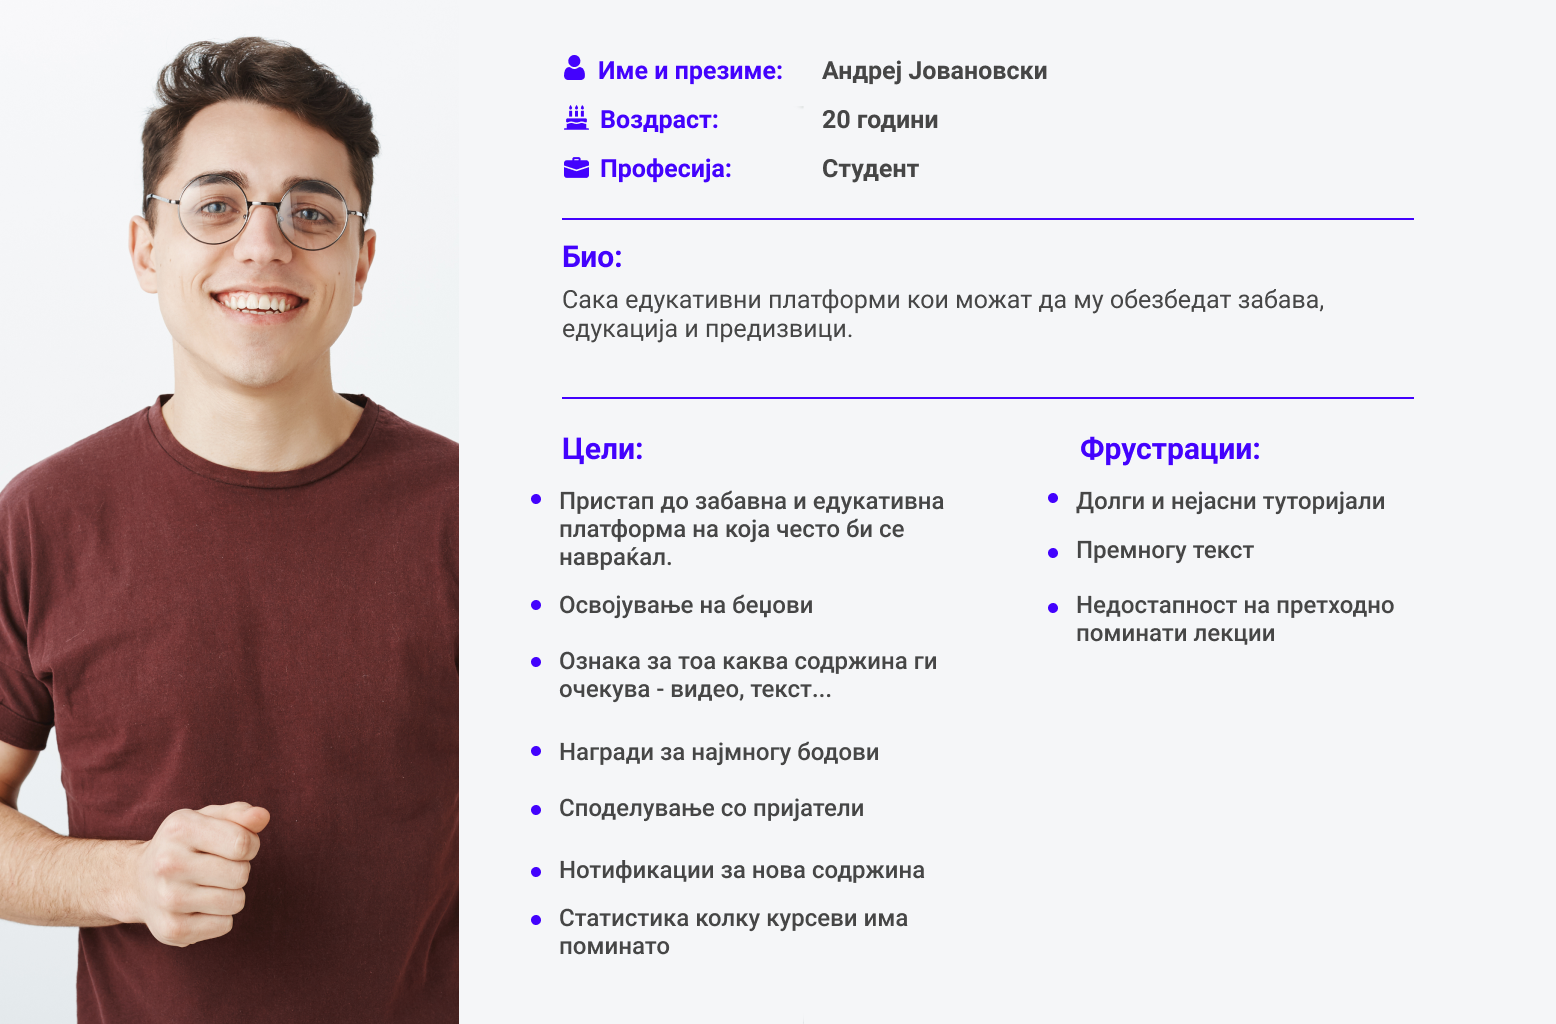 Име и презиме: Андреј Јовановски
Воздраст: 20 години
Професија: Студент
Био:
Сака едукативни платформи кои можат да му обезбедат забава,
едукација и предизвици.
Цели:
Пристап до забавна и едукативна
платформа на која често би се
навраќал.
Освојување на беџови
Ознака за тоа каква содржина ги
очекува - видео, текст...
Награди за најмногу бодови
Споделување со пријатели
Нотификации за нова содржина
Статистика колку курсеви има
поминато
Фрустрации:
Долги и нејасни туторијали
Премногу текст
Недостапност на претходно
поминати лекции